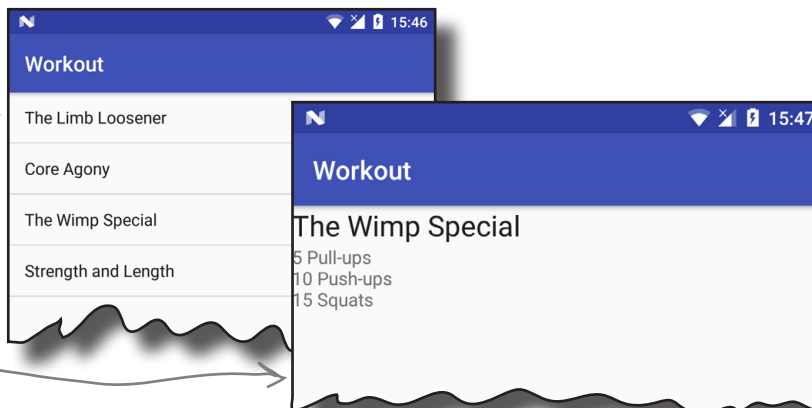 15:46
Workout
The Limb Loosener
Core Agony
The Wimp Special
Strength and Length
15:47
Workout
The Wimp Special
5 Pull-ups
10 Push-ups
15 Squats